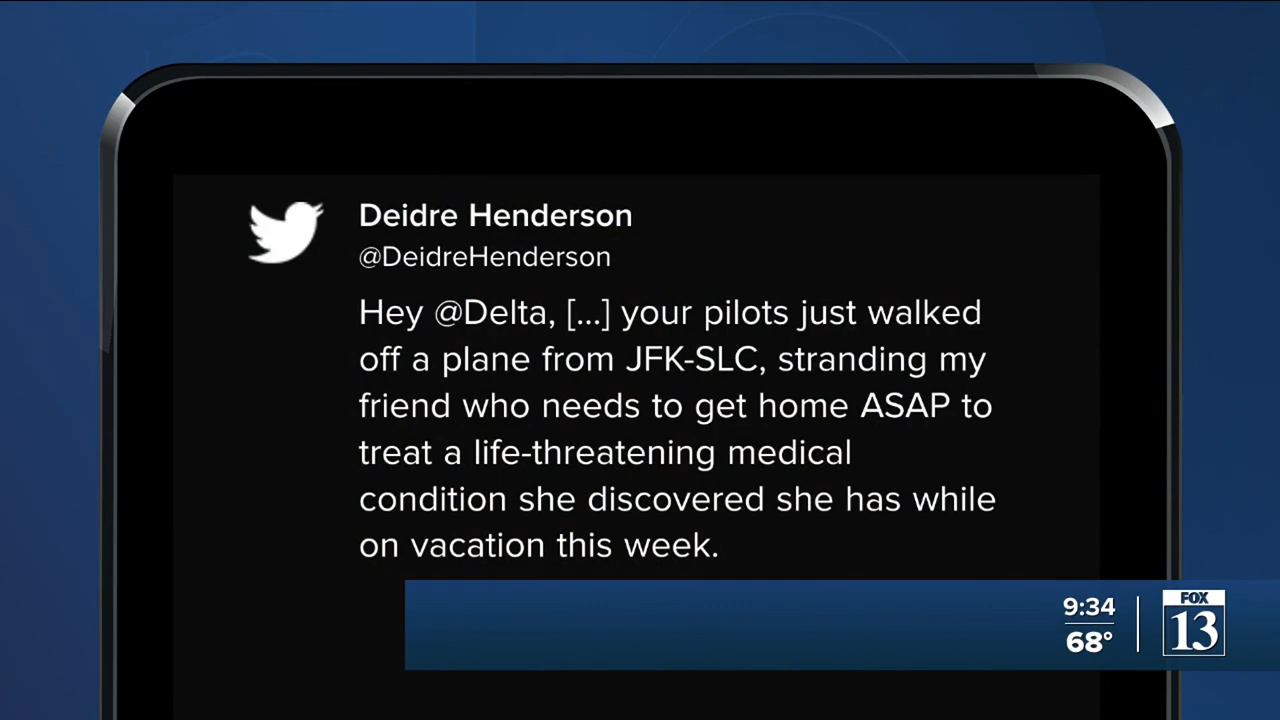 Deidre Henderson
@DeidreHenderson
Hey @Delta, [...] your pilots just walked
off a plane from JFK-SLC, stranding my
friend who needs to get home ASAP to
treat a life-threatening medical
condition she discovered she has while
on vacation this week.
9:34
68°
FOX
13